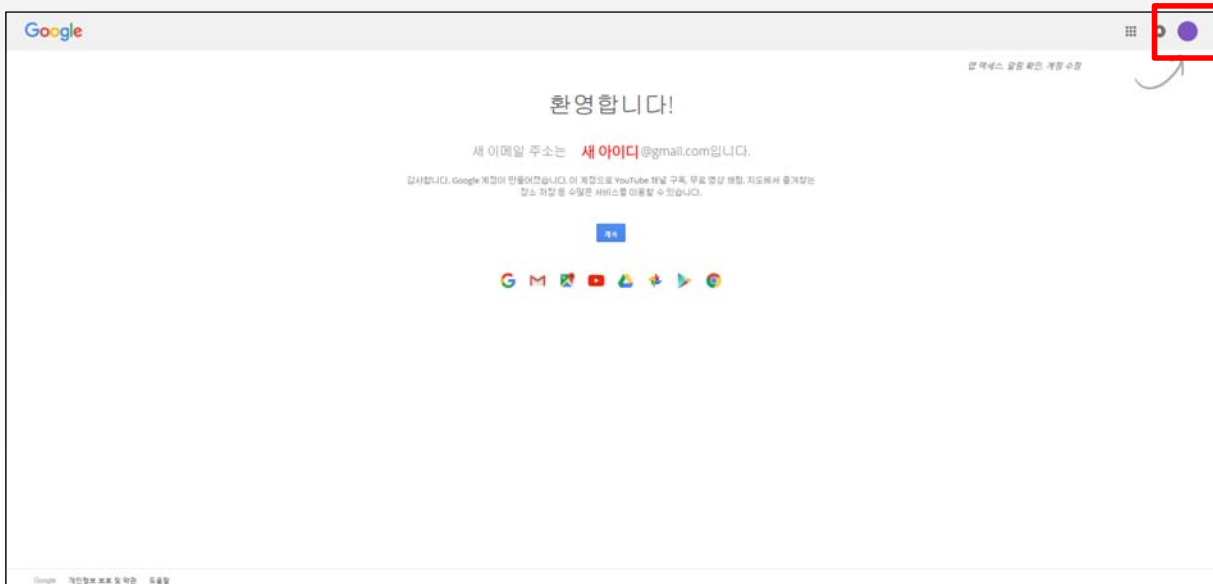 Google
앱 액세스, 알림 확인, 계정 수정
환영합니다!
새 이메일 주소는 새 아이디@gmail.com입니다.
감사합니다. Google 계정이 만들어졌습니다. 이 계정으로 YouTube 채널 구독, 무료 영상 채팅, 지도에서 즐겨찾는
장소 저장 등 수많은 서비스를 이용할 수 있습니다.
계속
Google 개인정보 보호 및 약관 도움말